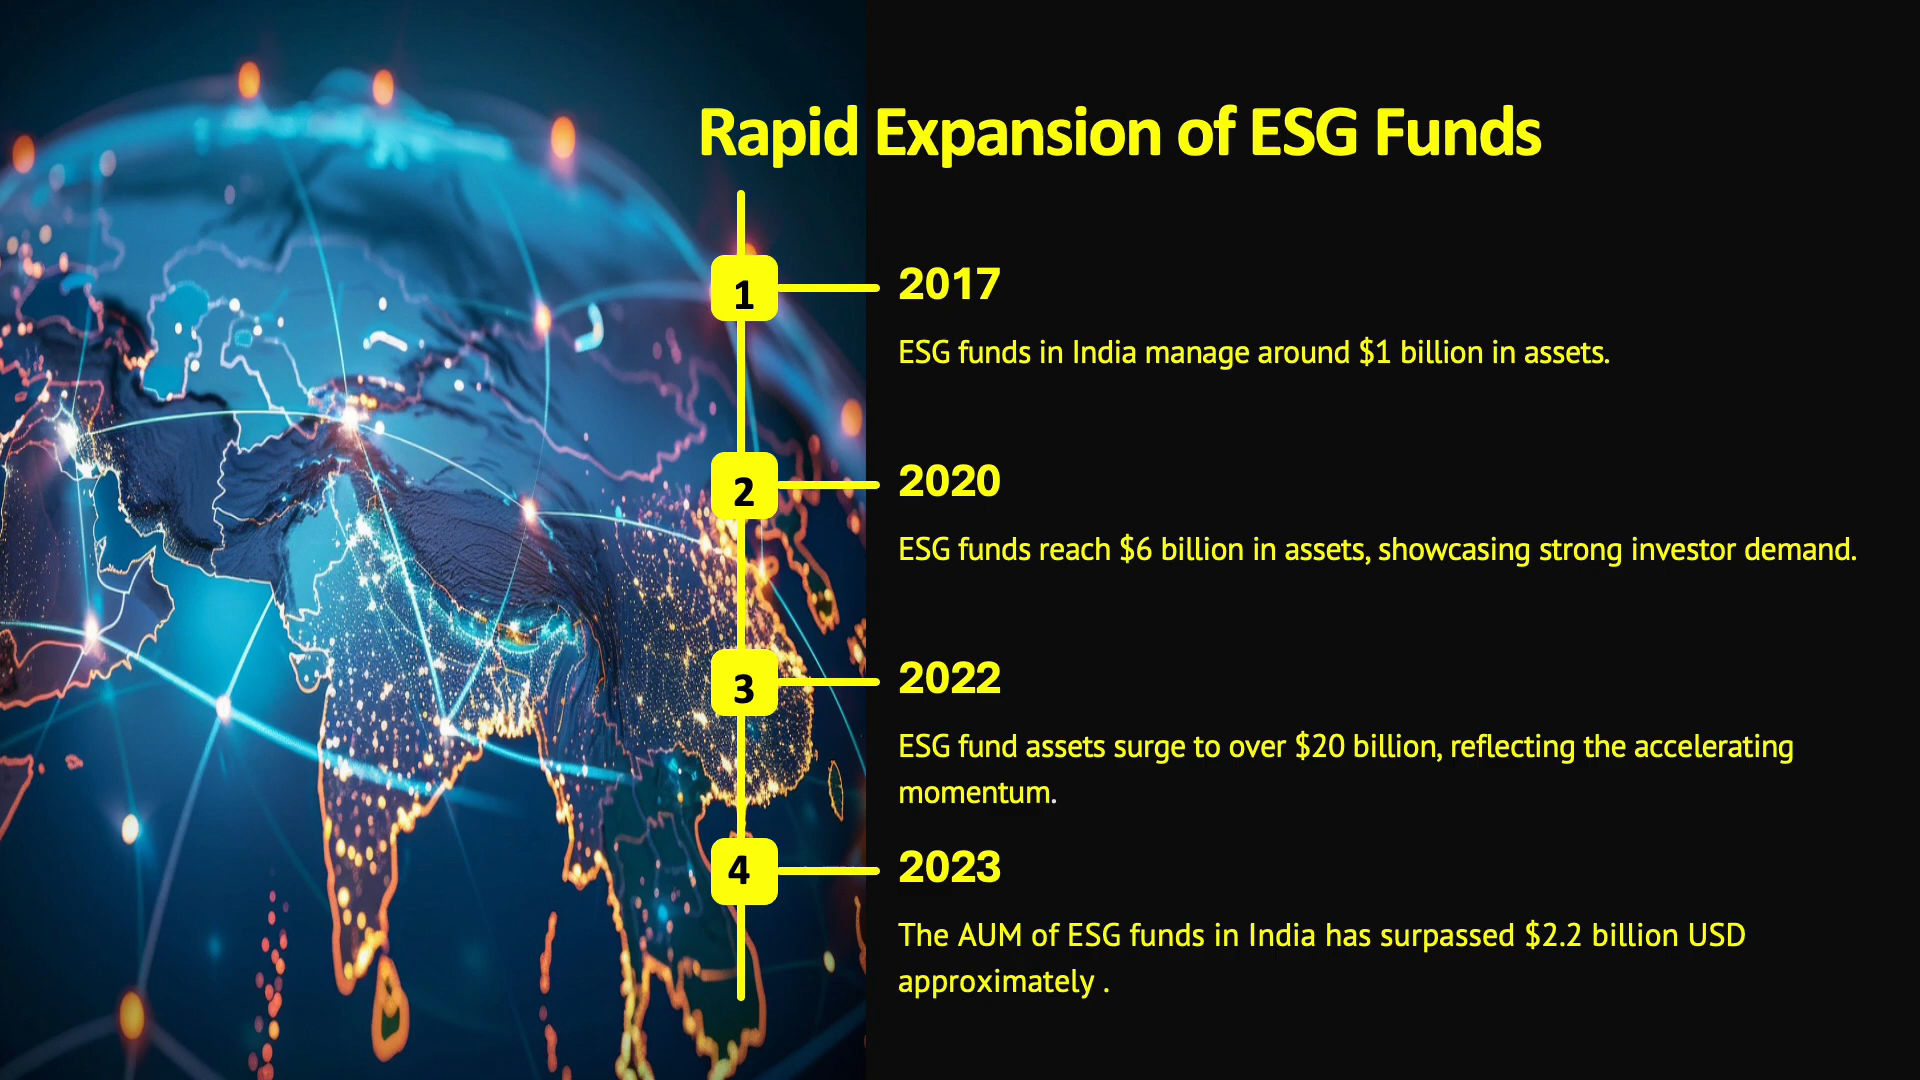 Rapid Expansion of ESG Funds
1
2017
ESG funds in India manage around $1 billion in assets.
2
2020
ESG funds reach $6 billion in assets, showcasing strong investor demand.
3
2022
ESG fund assets surge to over $20 billion, reflecting the accelerating
momentum.
4
2023
The AUM of ESG funds in India has surpassed $2.2 billion USD
approximately .